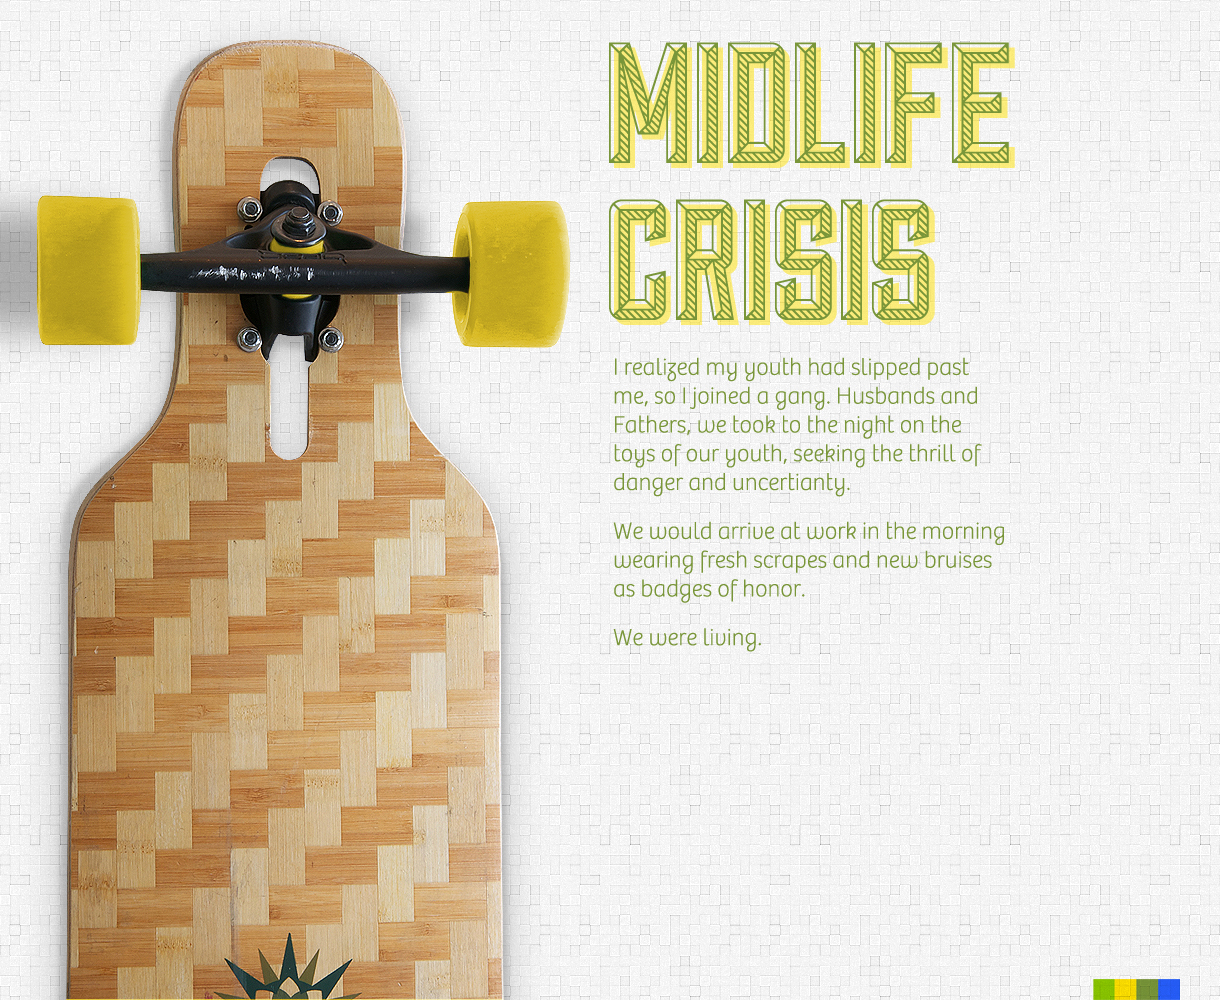 MIDLIFE
CRISIS
I realized my youth had slipped past
me, so I joined a gang. Husbands and
Fathers, we took to the night on the
toys of our youth, seeking the thrill of
danger and uncertianty.
We would arrive at work in the morning
wearing fresh scrapes and new bruises
as badges of honor.
We were living.